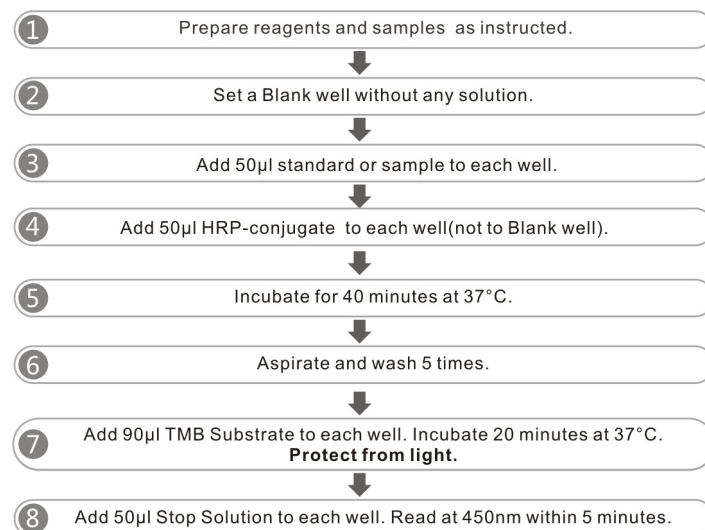 1 Prepare reagents and samples as instructed.
2 Set a Blank well without any solution.
3 Add 50μl standard or sample to each well.
4 Add 50μl HRP-conjugate to each well(not to Blank well).
5 Incubate for 40 minutes at 37°C.
6 Aspirate and wash 5 times.
7 Add 90μl TMB Substrate to each well. Incubate 20 minutes at 37°C.
Protect from light.
8 Add 50μl Stop Solution to each well. Read at 450nm within 5 minutes.